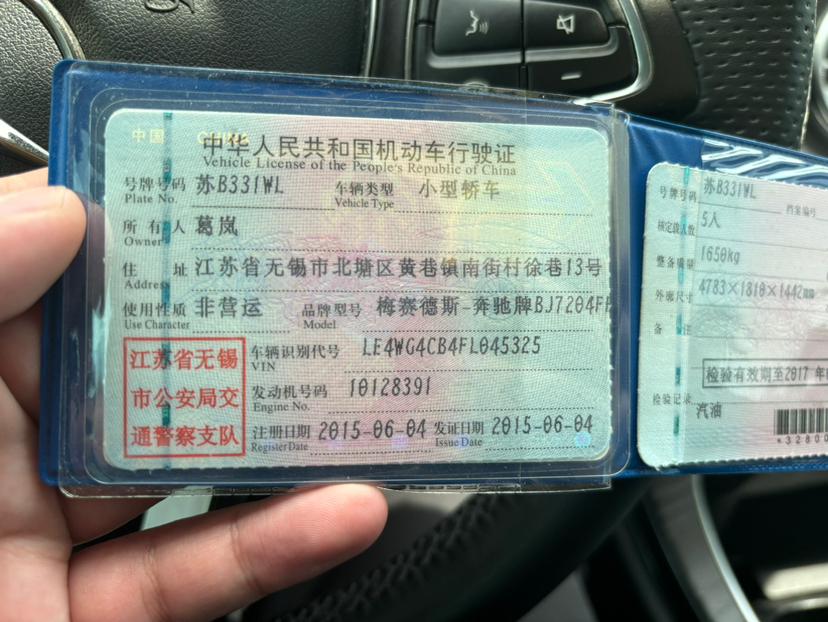 中国 CHINA
中华人民共和国机动车行驶证
Vehicle License of the People's Republic of China
号牌号码 苏B331WL 车辆类型 小型轿车
Plate No. Vehicle Type
所有人 葛岚
Owner
住址 江苏省无锡市北塘区黄巷镇南街村徐巷13号
Address
使用性质 非营运 品牌型号 梅赛德斯-奔驰牌BJ7204FE
Use Character Model
江苏省无锡
市公安局交
通警察支队
车辆识别代号 LE4WG4CB4FL045325
VIN
发动机号码 10128391
Engine No.
注册日期 2015-06-04 发证日期 2015-06-04
Register Date Issue Date
号牌号码 苏B331WL 档案编号
核定载人数 5人
整备质量 1650kg
外廓尺寸 4783×1810×1442mm
备注
检验有效期至2017年
检验记录
汽油
*32800